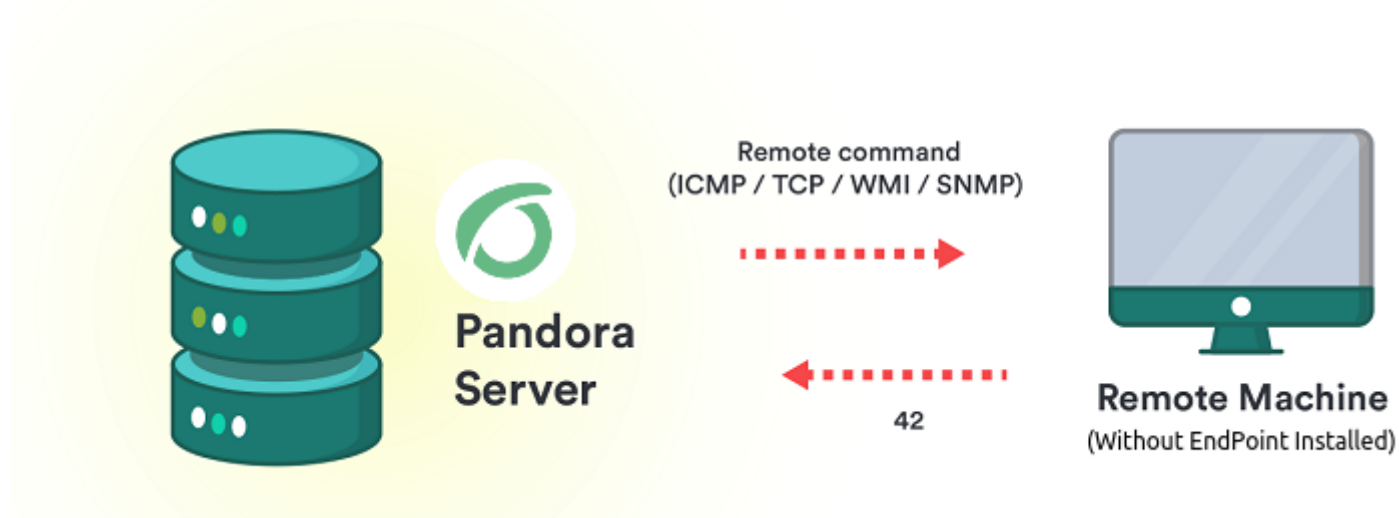 Remote command
(ICMP / TCP / WMI / SNMP)
Pandora
Server
42
Remote Machine
(Without EndPoint Installed)